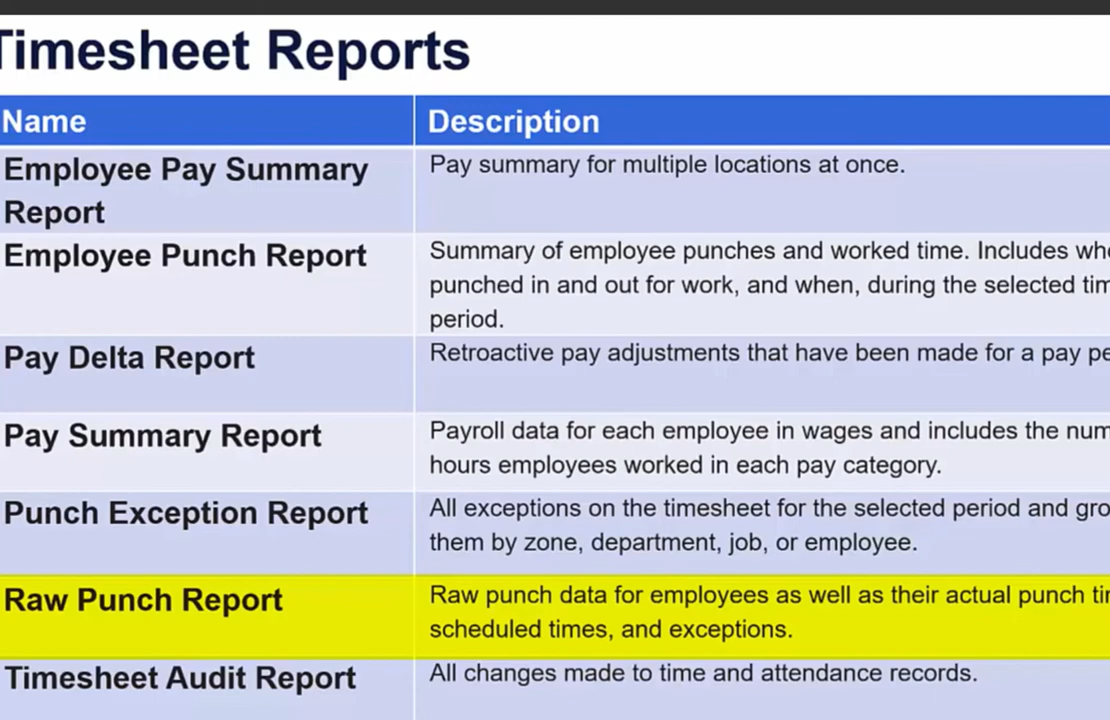 Timesheet Reports
Name
Description
Employee Pay Summary
Report
Pay summary for multiple locations at once.
Employee Punch Report
Summary of employee punches and worked time. Includes
punched in and out for work, and when, during the selected
period.
Pay Delta Report
Retroactive pay adjustments that have been made for a pay
Pay Summary Report
Payroll data for each employee in wages and includes the
hours employees worked in each pay category.
Punch Exception Report
All exceptions on the timesheet for the selected period and
them by zone, department, job, or employee.
Raw Punch Report
Raw punch data for employees as well as their actual punch
scheduled times, and exceptions.
Timesheet Audit Report
All changes made to time and attendance records.